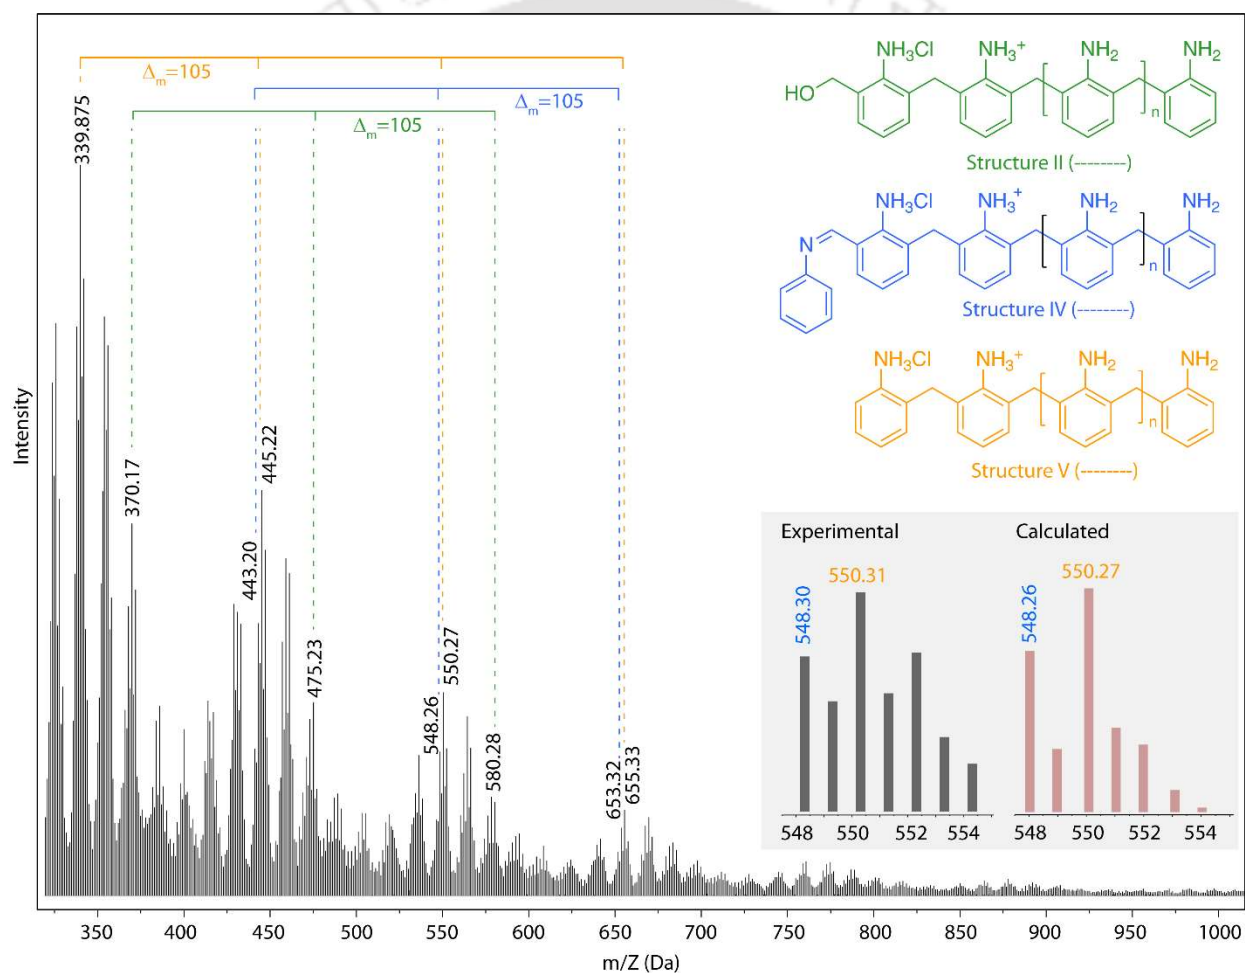 Δm=105
Δm=105
Δm=105
339.875
370.17
443.20
445.22
475.23
548.26
550.27
580.28
653.32
655.33
Intensity
350 400 450 500 550 600 650 700 750 800 850 900 950 1000
m/Z (Da)
NH3Cl NH3+ NH2 NH2
HO
n
Structure II (--------)
NH3Cl NH3+ NH2 NH2
N
n
Structure IV (--------)
NH3Cl NH3+ NH2 NH2
n
Structure V (--------)
Experimental Calculated
548.30 550.31 548.26 550.27
548 550 552 554 548 550 552 554